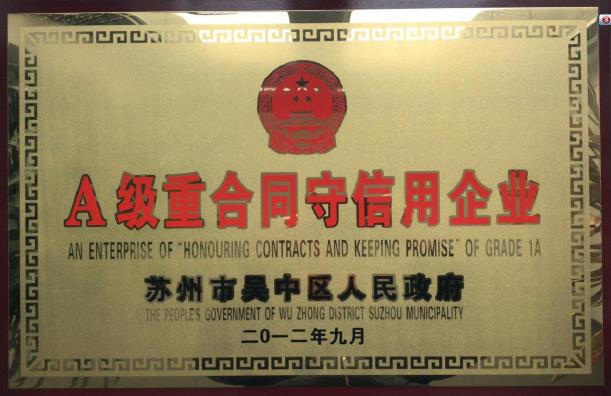 A级重合同守信用企业
AN ENTERPRISE OF "HONOURING CONTRACTS AND KEEPING PROMISE" OF GRADE 1A
苏州市吴中区人民政府
THE PEOPLE'S GOVERNMENT OF WU ZHONG DISTRICT SUZHOU MUNICIPALITY
二0一二年九月